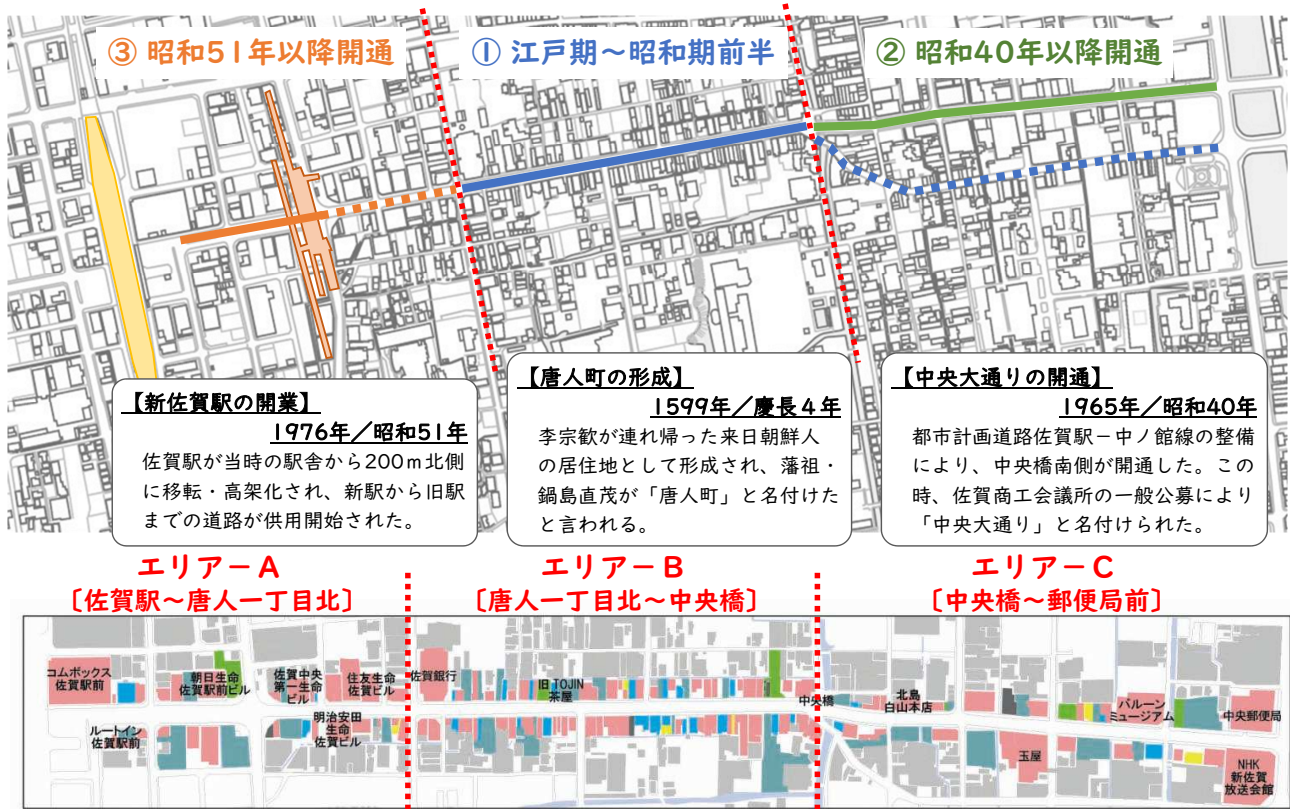 ③ 昭和51年以降開通
① 江戸期～昭和期前半
② 昭和40年以降開通
【新佐賀駅の開業】
1976年／昭和51年
佐賀駅が当時の駅舎から200m北側
に移転・高架化され、新駅から旧駅
までの道路が供用開始された。
【唐人町の形成】
1599年／慶長４年
李宗歓が連れ帰った来日朝鮮人
の居住地として形成され、藩祖・
鍋島直茂が「唐人町」と名付けた
と言われる。
【中央大通りの開通】
1965年／昭和40年
都市計画道路佐賀駅－中ノ館線の整備
により、中央橋南側が開通した。この
時、佐賀商工会議所の一般公募により
「中央大通り」と名付けられた。
エリアーＡ
〔佐賀駅～唐人一丁目北〕
エリアーＢ
〔唐人一丁目北～中央橋〕
エリアーＣ
〔中央橋～郵便局前〕
コムボックス
佐賀駅前
朝日生命
佐賀駅前ビル
佐賀中央
第一生命
ビル
住友生命
佐賀ビル
佐賀銀行
旧TOJIN
茶屋
中央橋
北島
白山本店
バルーン
ミュージアム
中央郵便局
ルートイン
佐賀駅前
明治安田
生命
佐賀ビル
玉屋
NHK
新佐賀
放送会館